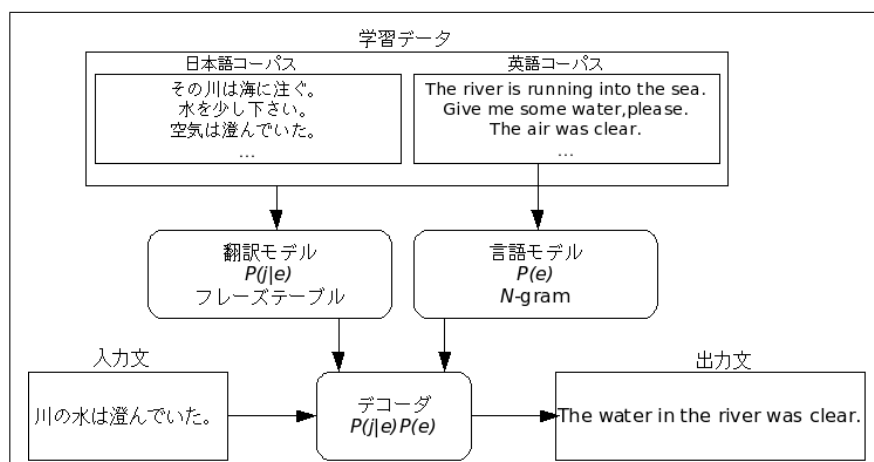 学習データ
日本語コーパス
その川は海に注ぐ。
水を少し下さい。
空気は澄んでいた。
…
英語コーパス
The river is running into the sea.
Give me some water,please.
The air was clear.
…
翻訳モデル
P(j|e)
フレーズテーブル
言語モデル
P(e)
N-gram
入力文
川の水は澄んでいた。
デコーダ
P(j|e)P(e)
出力文
The water in the river was clear.